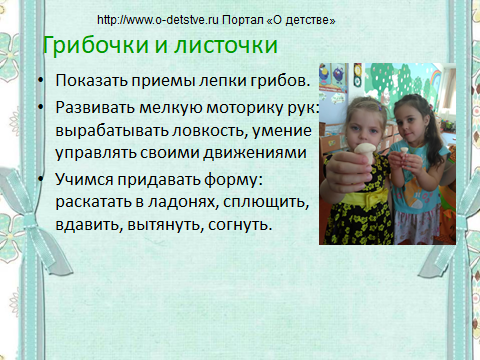 http://www.o-detstve.ru Портал «О детстве»
Грибочки и листочки
• Показать приемы лепки грибов.
• Развивать мелкую моторику рук:
вырабатывать ловкость, умение
управлять своими движениями
• Учимся придавать форму:
раскатать в ладонях, сплющить,
вдавить, вытянуть, согнуть.